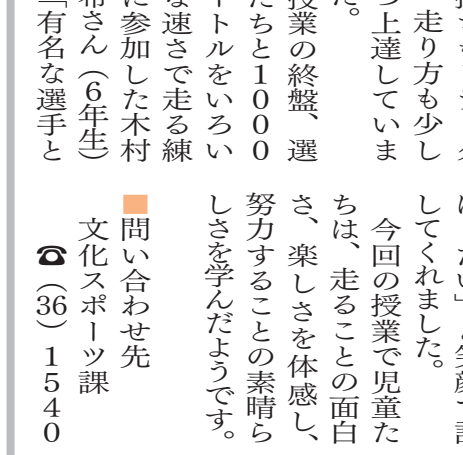 走り方も少し
つ上達していま
た。
授業の終盤、選
たちと1000
ートルをいろい
な速さで走る練
に参加した木村
希さん（6年生）
「有名な選手と
たい」と笑顔で話
してくれました。
今回の授業で児童た
ちは、走ることの面白
さ、楽しさを体感し、
努力することの素晴ら
しさを学んだようです。
■問い合わせ先
文化スポーツ課
☎（36）1540